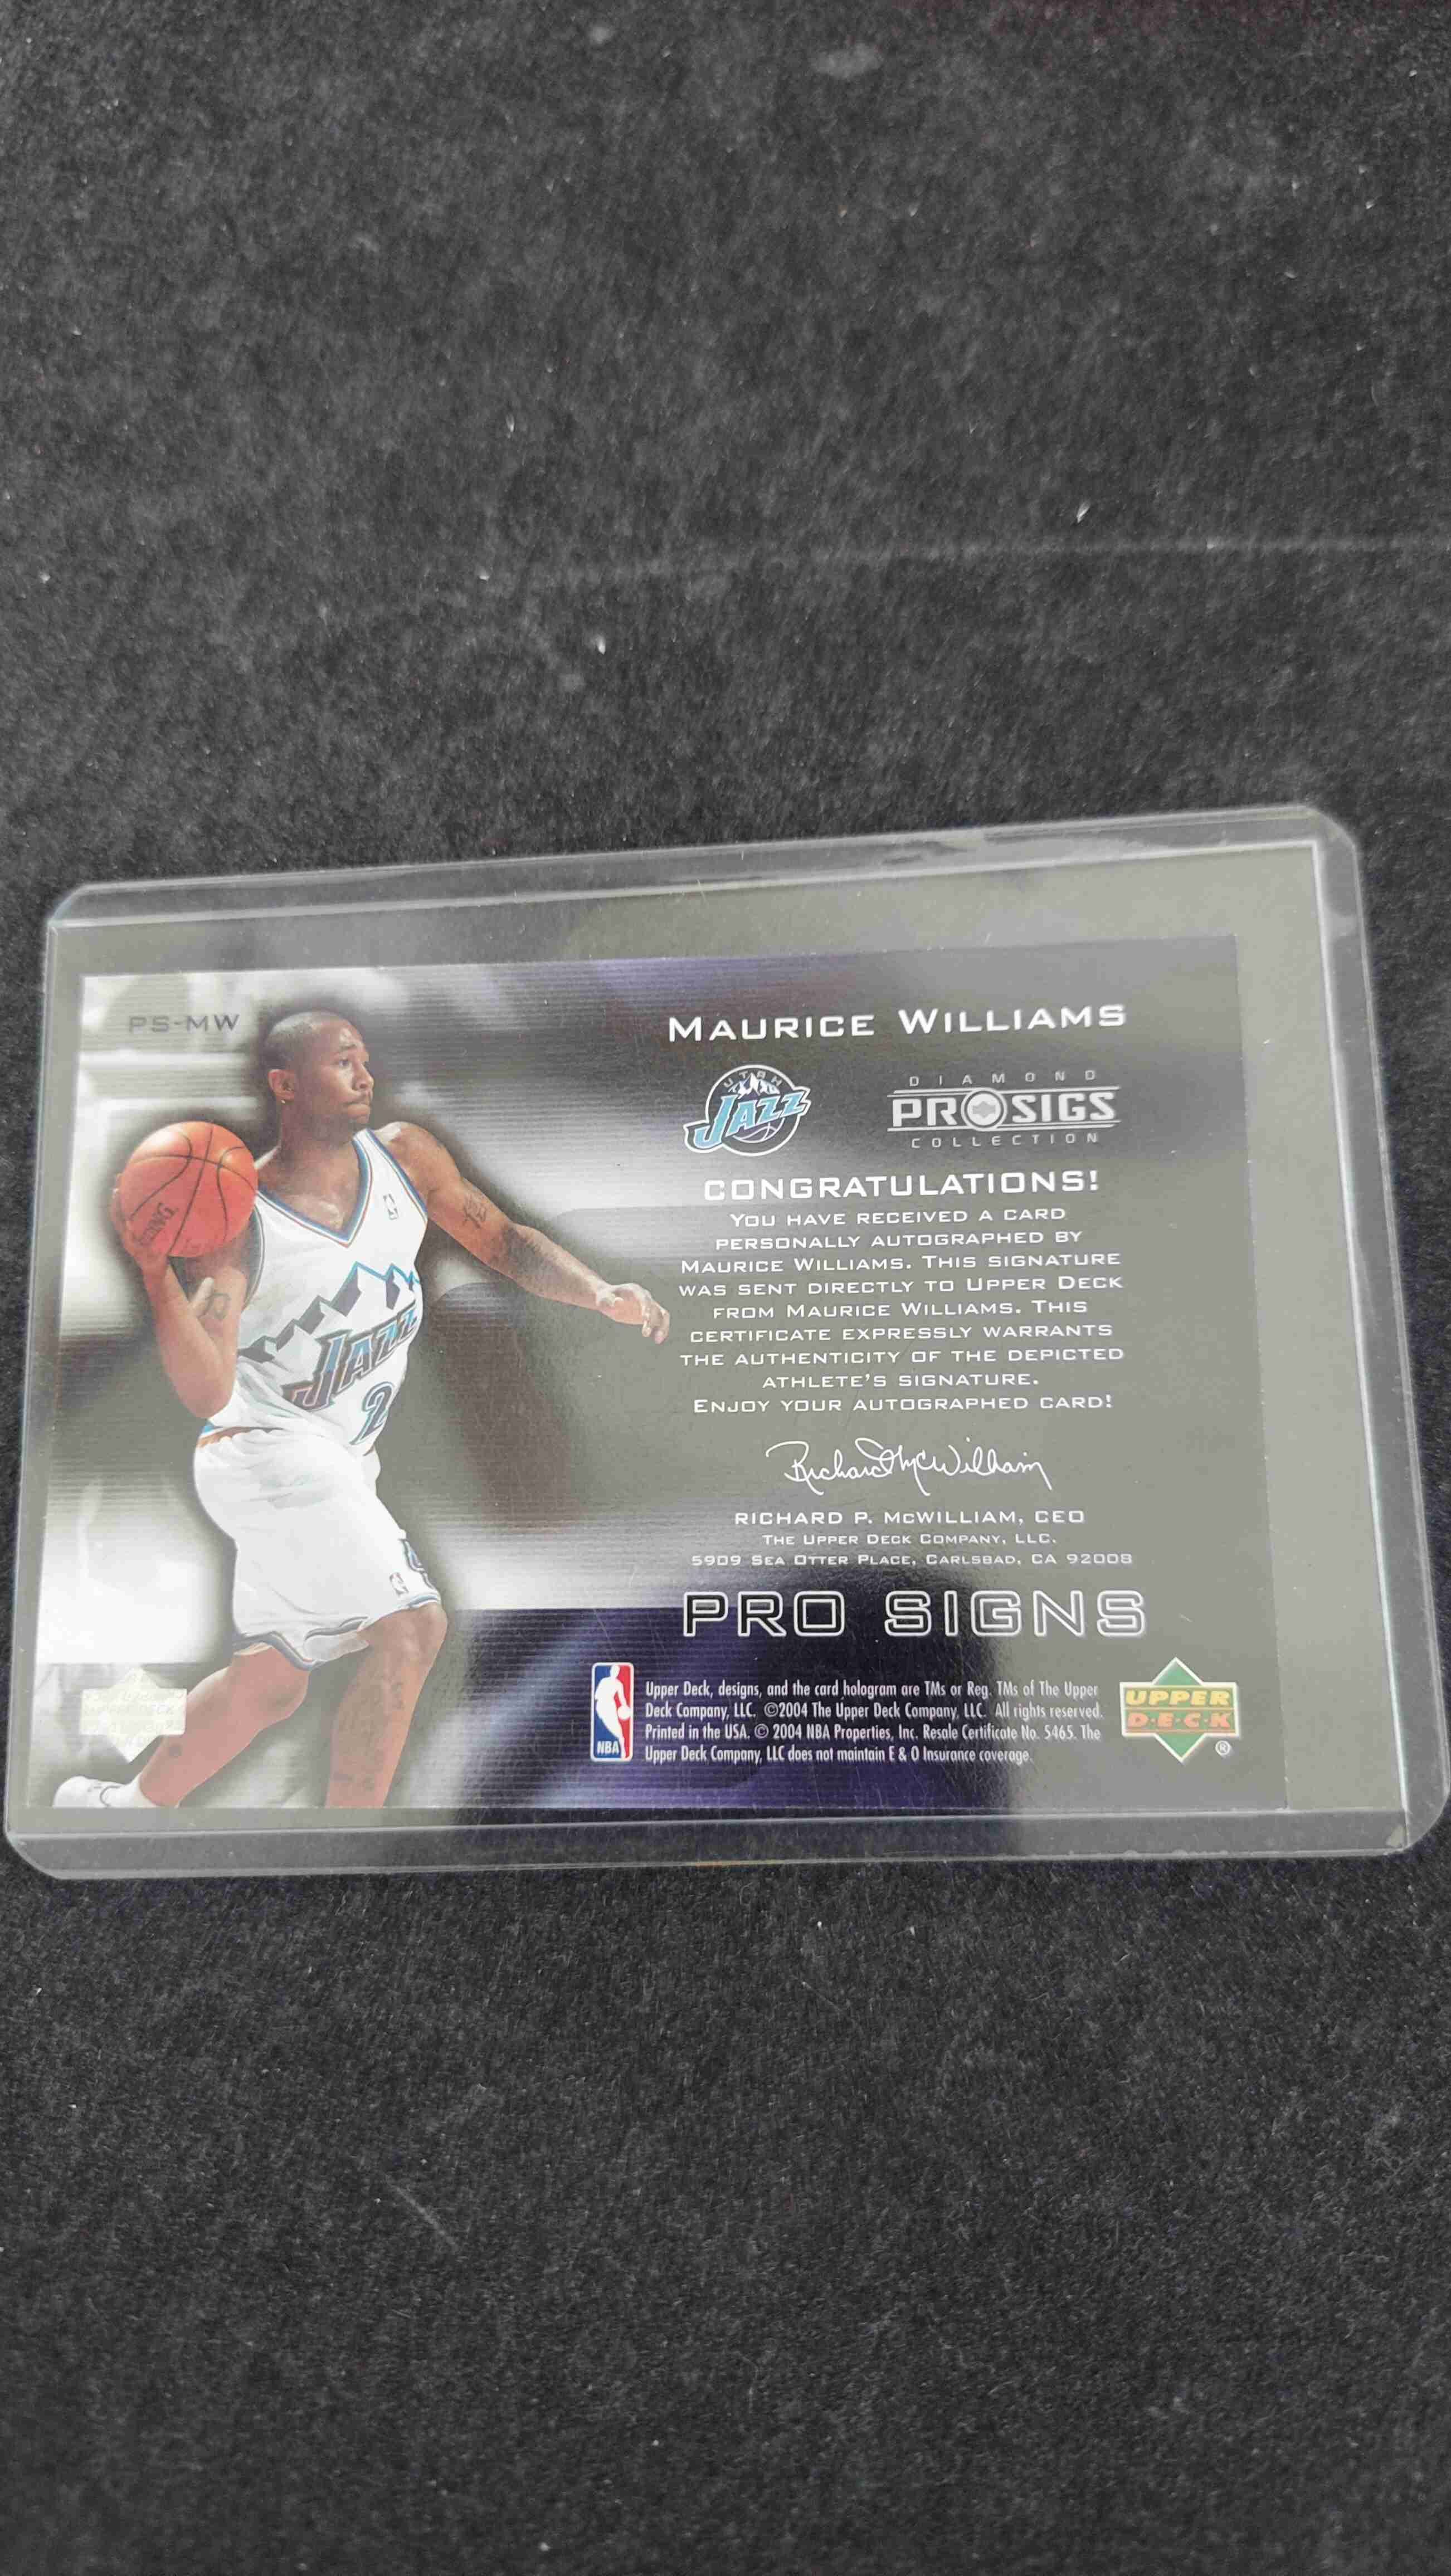 PS-MW
MAURICE WILLIAMS
UTAH
JAZZ
DIAMOND
PRO SIGS
COLLECTION
CONGRATULATIONS!
YOU HAVE RECEIVED A CARD
PERSONALLY AUTOGRAPHED BY
MAURICE WILLIAMS. THIS SIGNATURE
WAS SENT DIRECTLY TO UPPER DECK
FROM MAURICE WILLIAMS. THIS
CERTIFICATE EXPRESSLY WARRANTS
THE AUTHENTICITY OF THE DEPICTED
ATHLETE'S SIGNATURE.
ENJOY YOUR AUTOGRAPHED CARD!
JAZZ
2
Richard McWilliam
RICHARD P. McWILLIAM, CEO
THE UPPER DECK COMPANY, LLC.
5909 SEA OTTER PLACE, CARLSBAD, CA 92008
PRO SIGNS
NBA
Upper Deck, designs, and the card hologram are TMs or Reg. TMs of The Upper
Deck Company, LLC. ©2004 The Upper Deck Company, LLC. All rights reserved.
Printed in the USA. © 2004 NBA Properties, Inc. Resale Certificate No. 5465. The
Upper Deck Company, LLC does not maintain E & O Insurance coverage.
UPPER
D·E·C·K
®